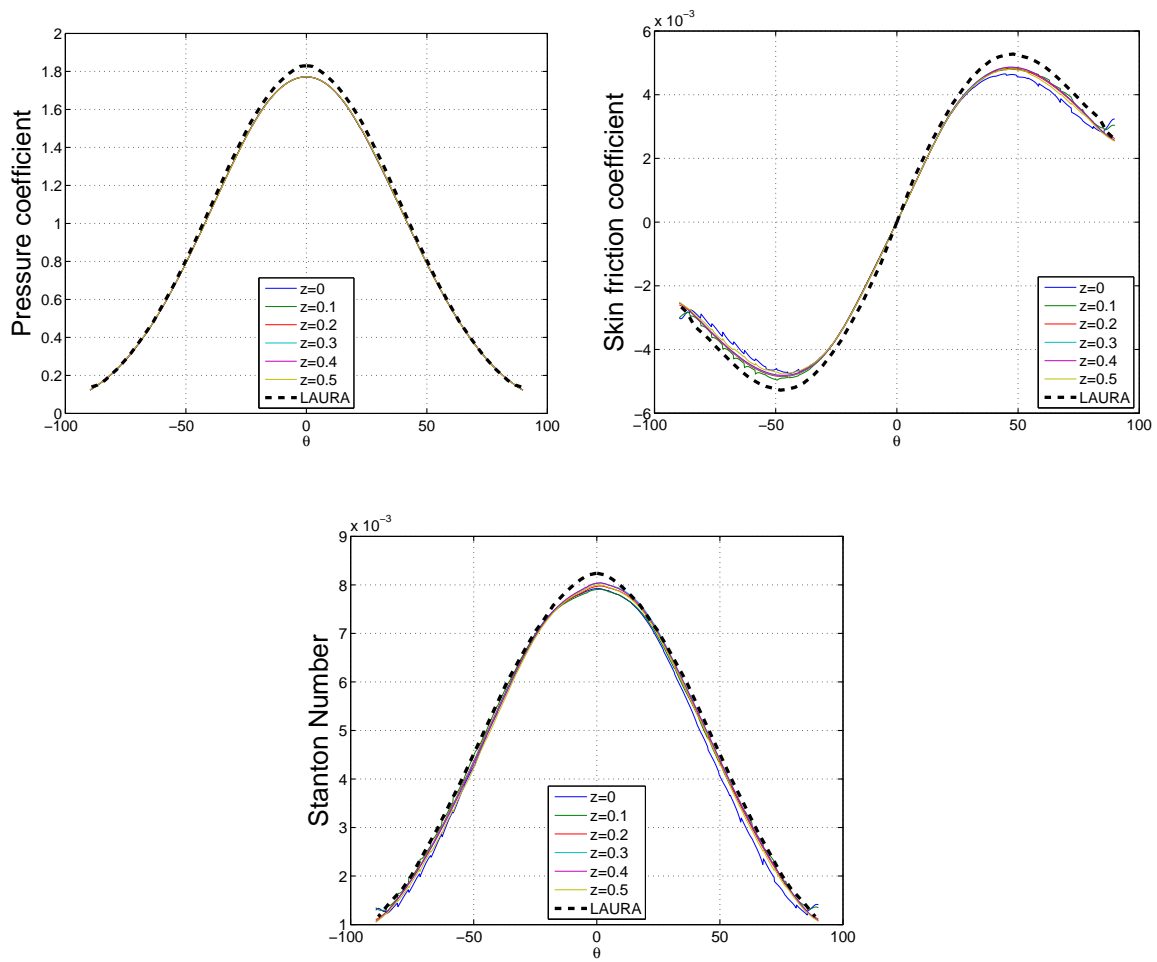 Pressure coefficient
2
1.8
1.6
1.4
1.2
1
0.8
0.6
0.4
0.2
0
−100
−50
0
50
100
θ
z=0
z=0.1
z=0.2
z=0.3
z=0.4
z=0.5
LAURA
x 10⁻³
Skin friction coefficient
6
4
2
0
−2
−4
−6
−100
−50
0
50
100
θ
z=0
z=0.1
z=0.2
z=0.3
z=0.4
z=0.5
LAURA
x 10⁻³
Stanton Number
9
8
7
6
5
4
3
2
1
−100
−50
0
50
100
θ
z=0
z=0.1
z=0.2
z=0.3
z=0.4
z=0.5
LAURA